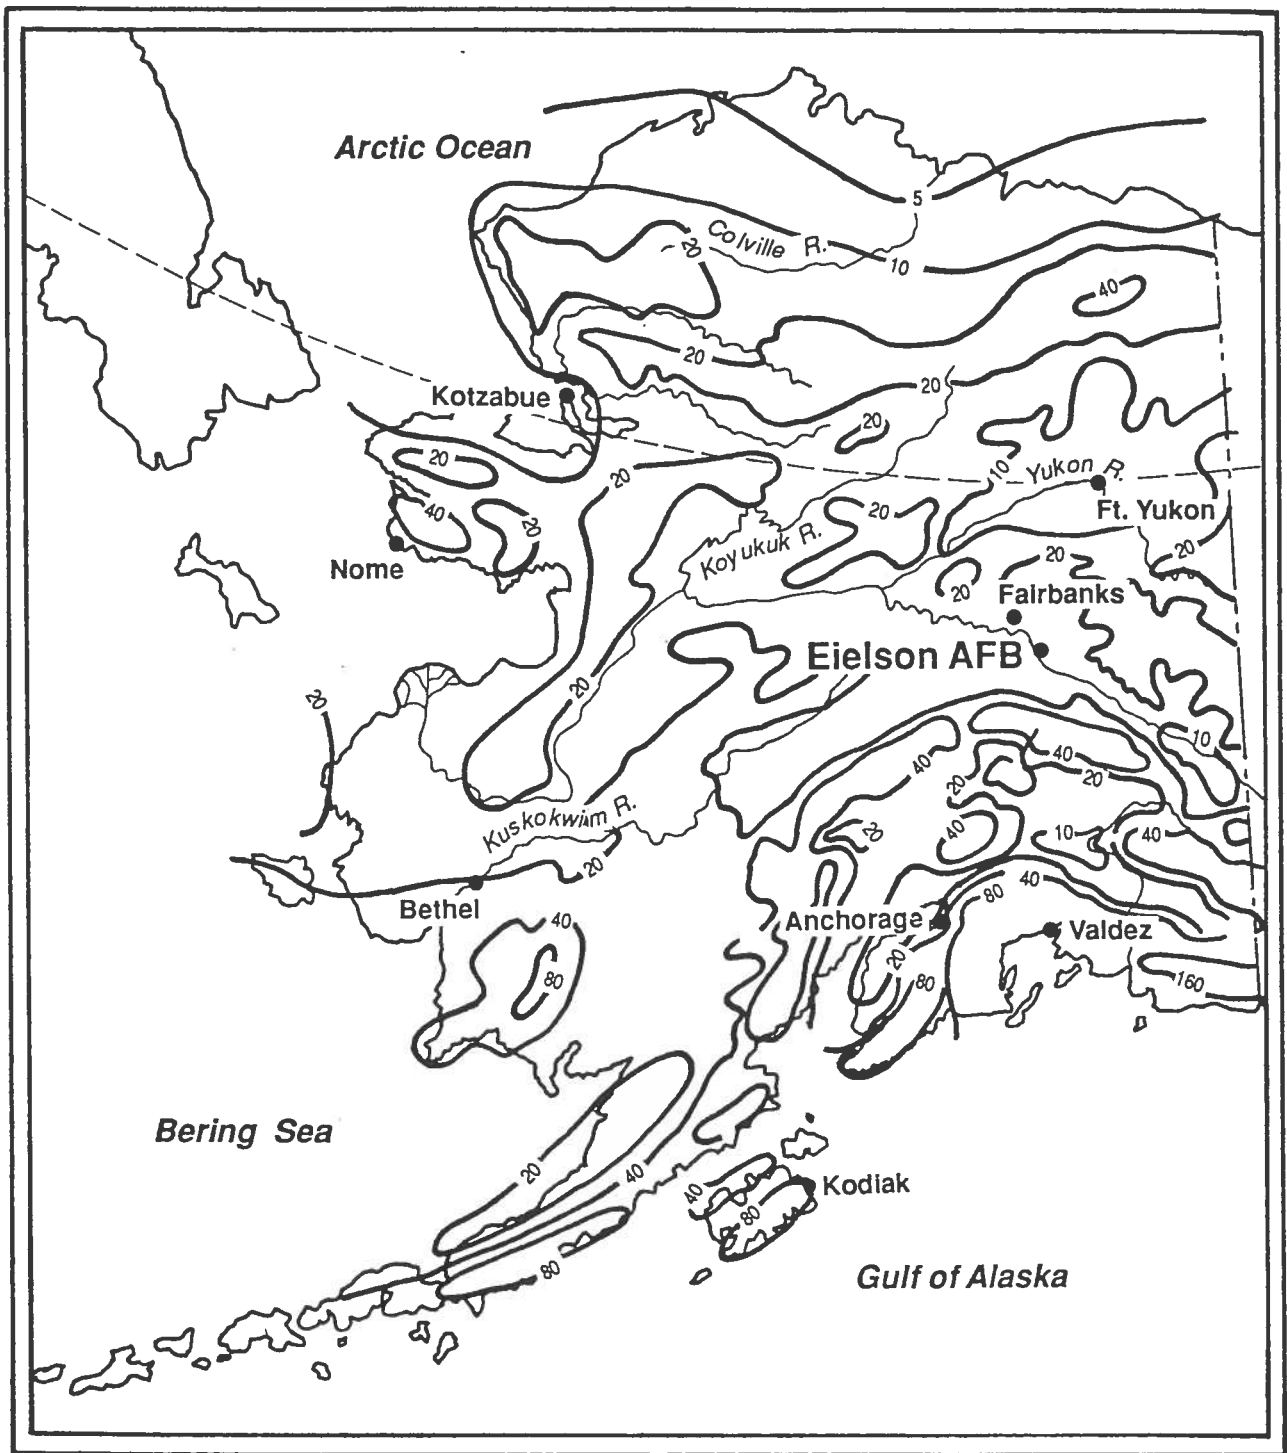 Arctic Ocean
5
Colville R.
20
10
40
20
20
Kotzabue
20
20
20
10
Yukon R.
40
20
20
Ft. Yukon
Koyukuk R.
20
20
Nome
20
Fairbanks
Eielson AFB
20
20
10
40
40
20
20
Kuskokwim R.
40
20
10
40
20
Bethel
40
80
Anchorage
Valdez
40
20
80
80
160
Bering Sea
20
40
40
Kodiak
80
80
Gulf of Alaska